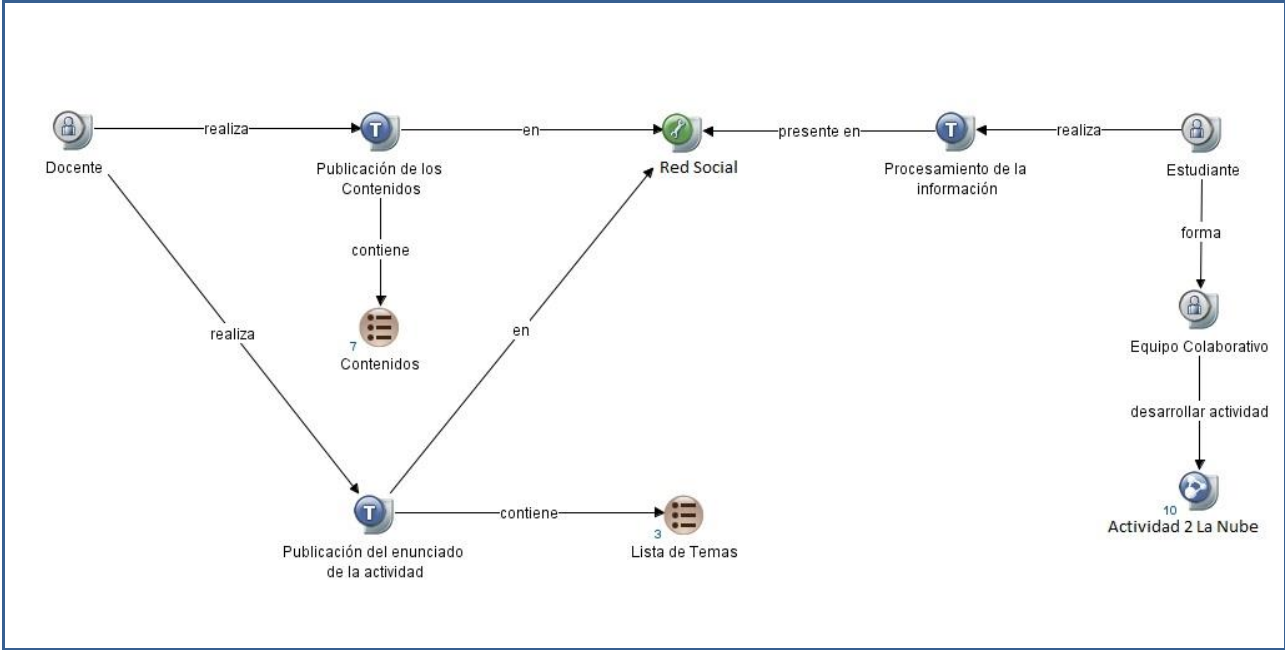 realiza
T
en
presente en
T
realiza
Docente
Publicación de los
Contenidos
Red Social
Procesamiento de la
información
Estudiante
contiene
forma
realiza
en
7
Contenidos
Equipo Colaborativo
desarrollar actividad
T
contiene
3
Lista de Temas
10
Actividad 2 La Nube
Publicación del enunciado
de la actividad